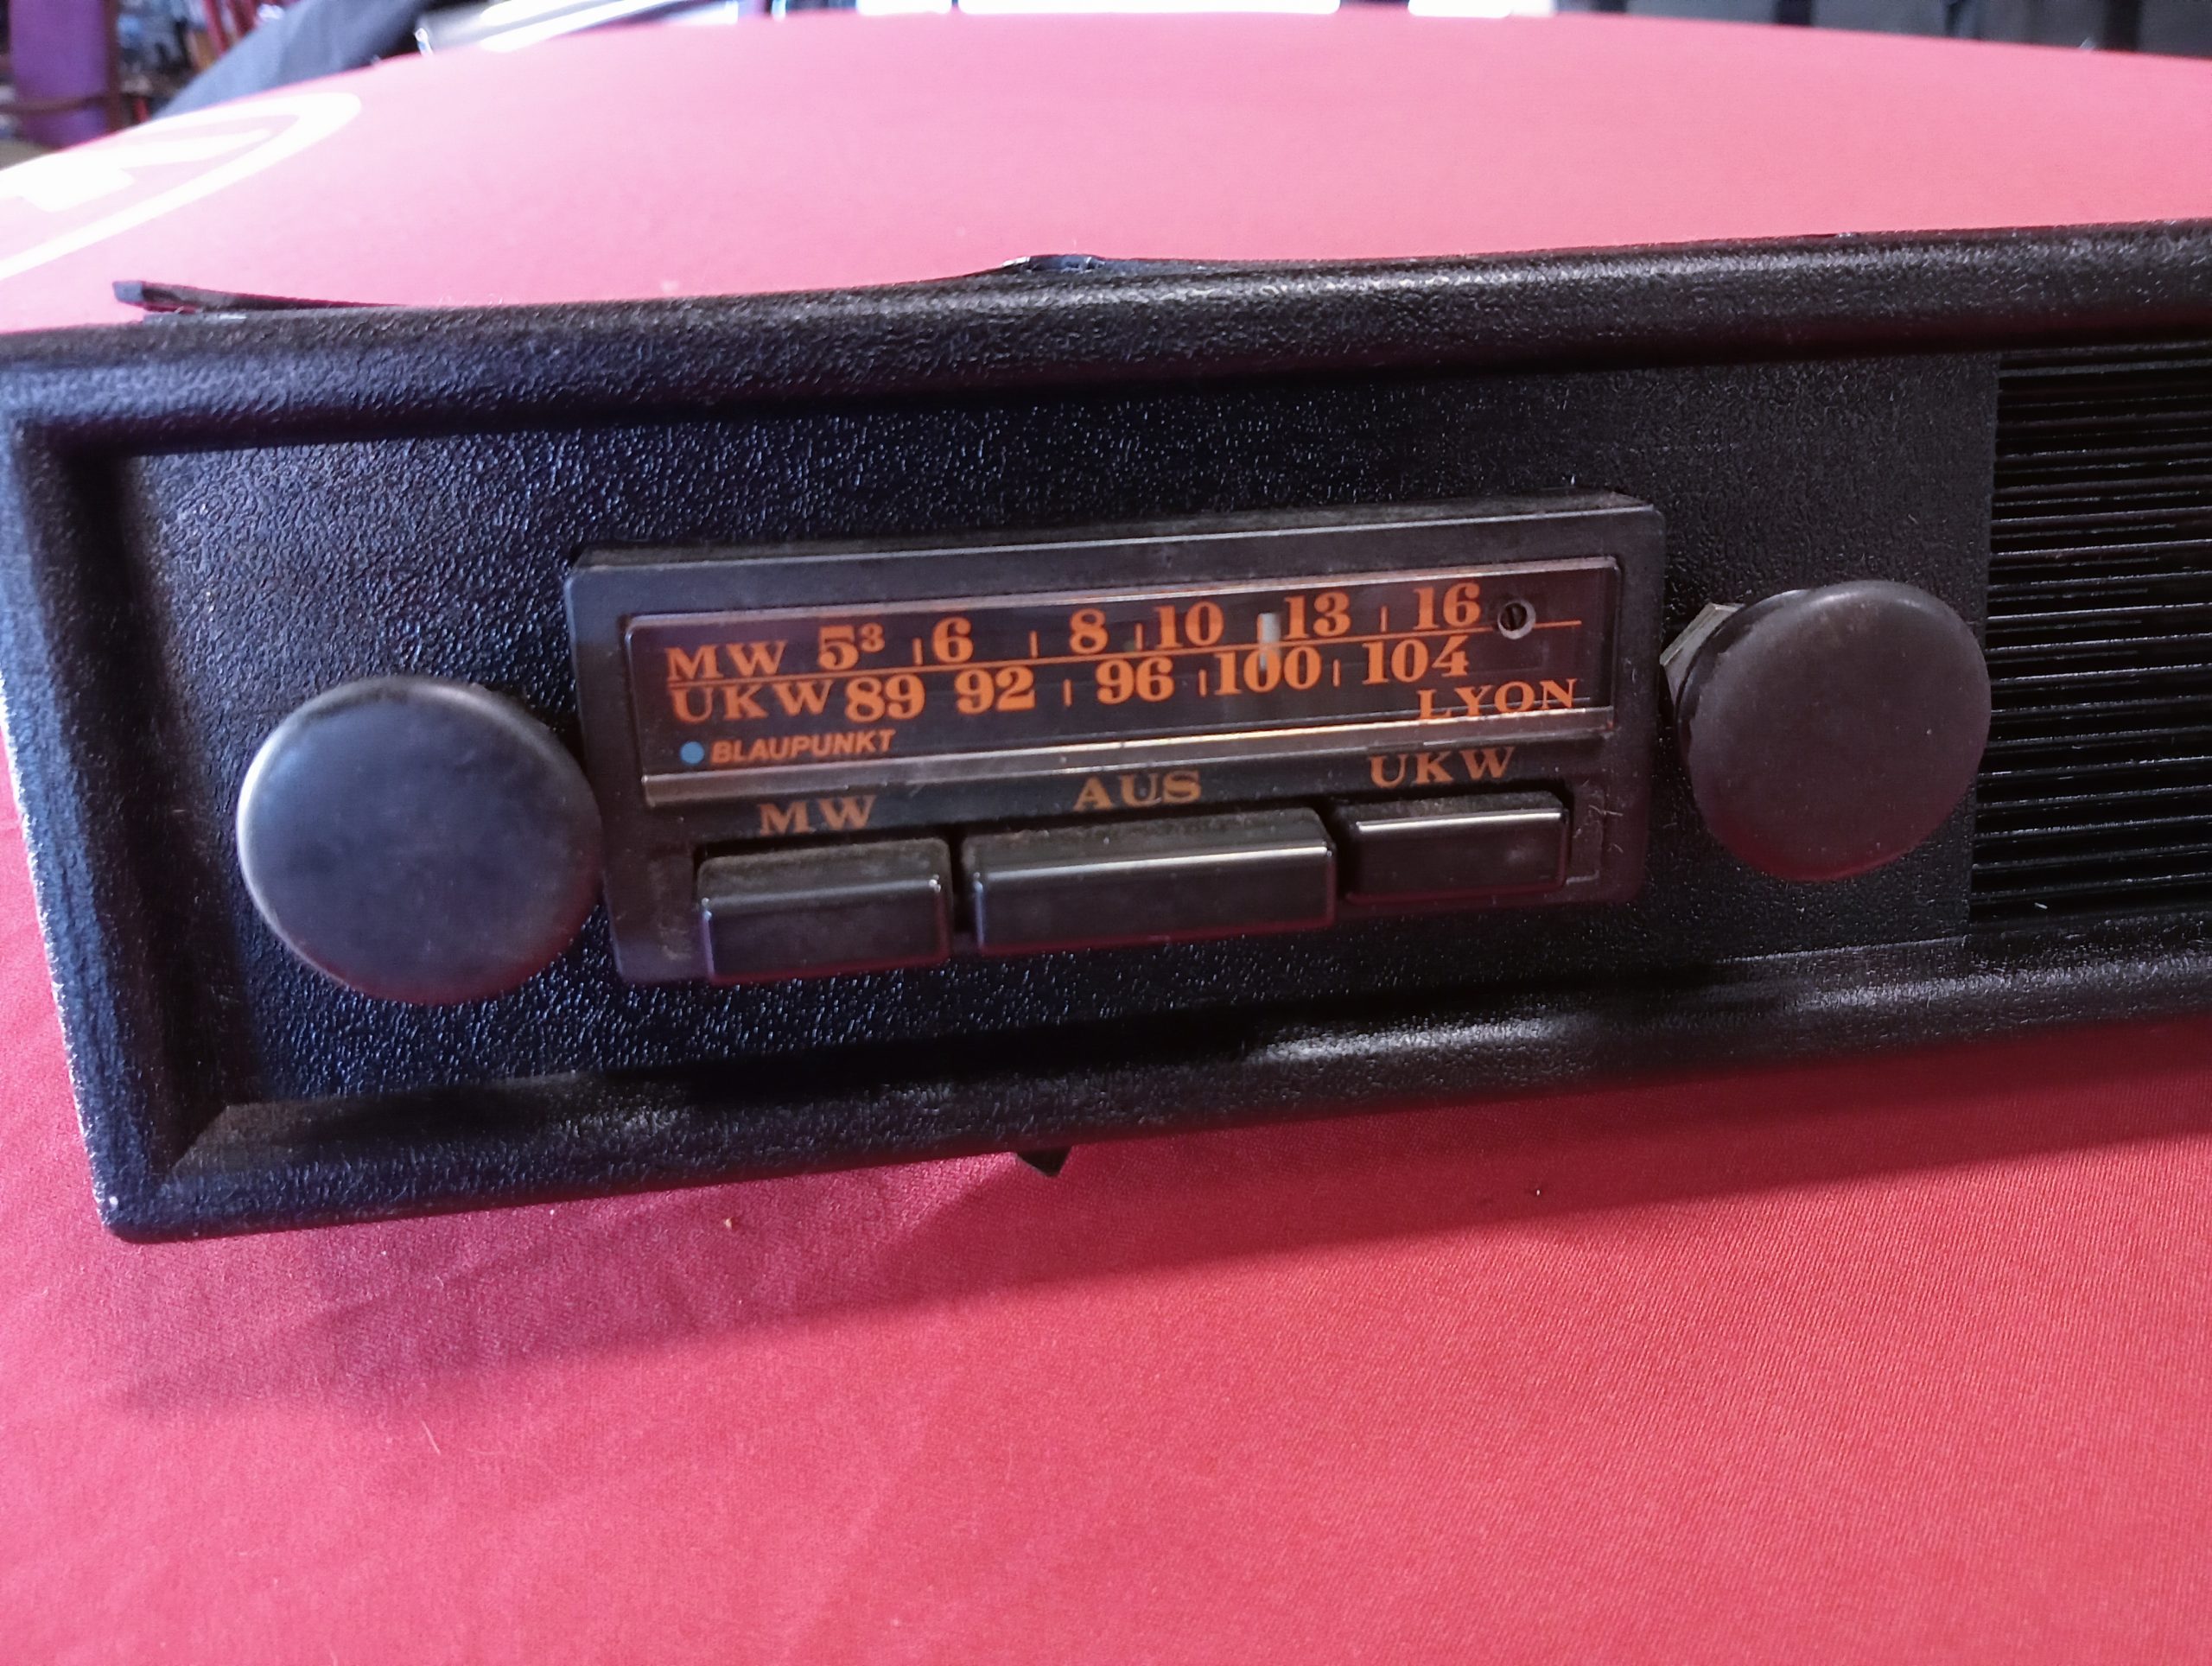 MW 5³ 6 8 10 13 16
UKW 89 92 96 100 104
LYON
BLAUPUNKT
MW AUS UKW